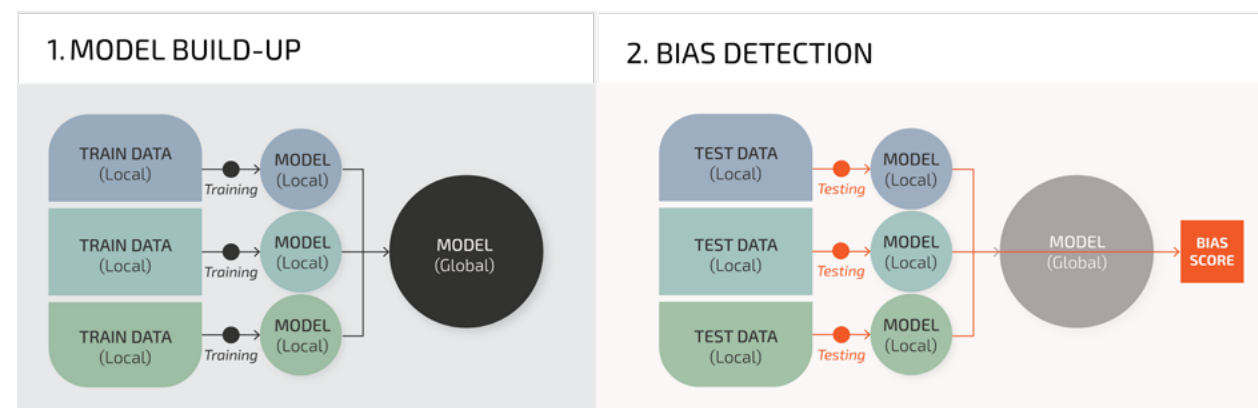 1. MODEL BUILD-UP
TRAIN DATA
(Local)
Training
MODEL
(Local)
TRAIN DATA
(Local)
Training
MODEL
(Local)
TRAIN DATA
(Local)
Training
MODEL
(Local)
MODEL
(Global)
2. BIAS DETECTION
TEST DATA
(Local)
Testing
MODEL
(Local)
TEST DATA
(Local)
Testing
MODEL
(Local)
TEST DATA
(Local)
Testing
MODEL
(Local)
MODEL
(Global)
BIAS
SCORE